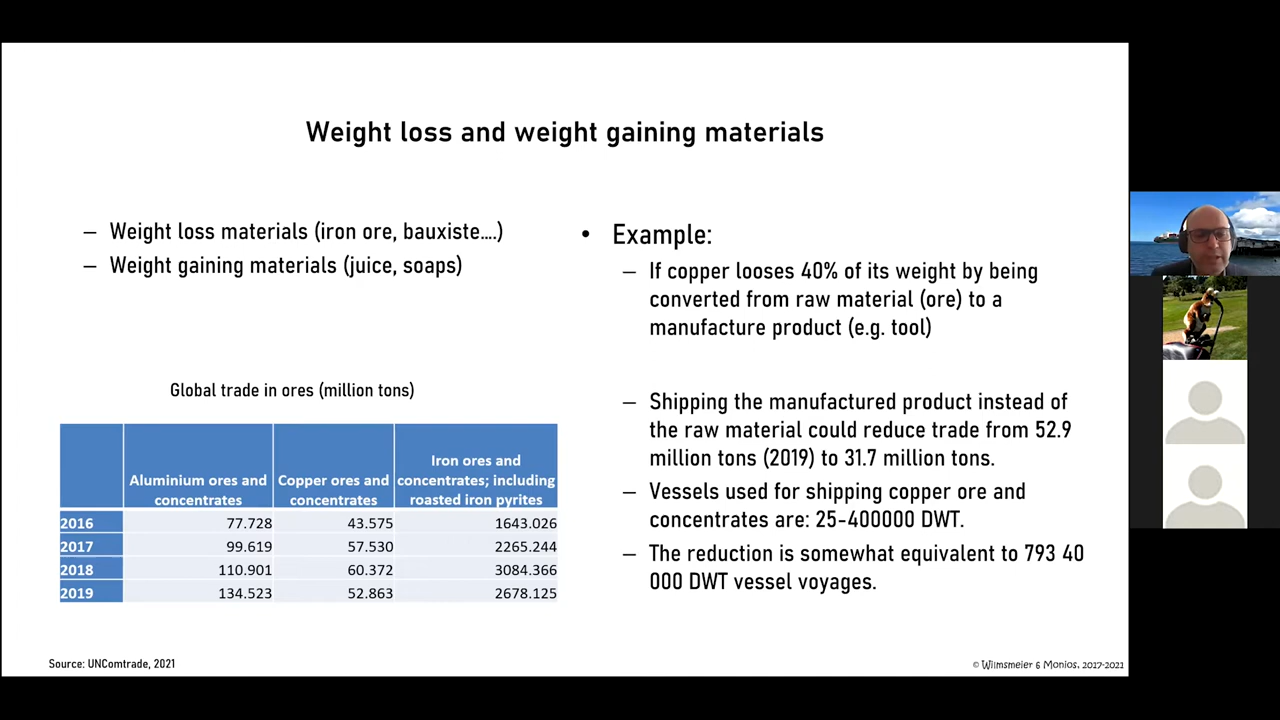 Weight loss and weight gaining materials
– Weight loss materials (iron ore, bauxiste....)
– Weight gaining materials (juice, soaps)
• Example:
– If copper looses 40% of its weight by being
converted from raw material (ore) to a
manufacture product (e.g. tool)
– Shipping the manufactured product instead of
the raw material could reduce trade from 52.9
million tons (2019) to 31.7 million tons.
– Vessels used for shipping copper ore and
concentrates are: 25-400000 DWT.
– The reduction is somewhat equivalent to 793 40
000 DWT vessel voyages.
Global trade in ores (million tons)
Aluminium ores and concentrates Copper ores and concentrates Iron ores and concentrates; including roasted iron pyrites
2016 77.728 43.575 1643.026
2017 99.619 57.530 2265.244
2018 110.901 60.372 3084.366
2019 134.523 52.863 2678.125
Source: UNComtrade, 2021
© Wilmsmeier & Monios, 2017-2021